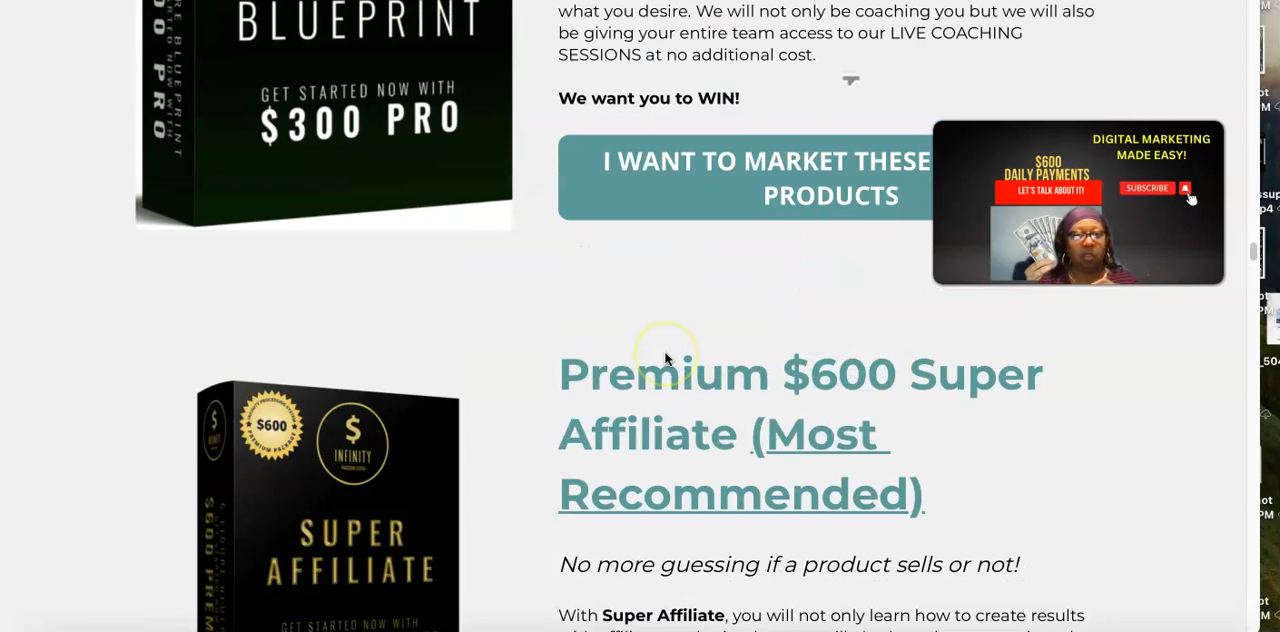 what you desire. We will not only be coaching you but we will also
be giving your entire team access to our LIVE COACHING
SESSIONS at no additional cost.
We want you to WIN!
I WANT TO MARKET THESE
PRODUCTS
BLUEPRINT
GET STARTED NOW WITH
$300 PRO
DIGITAL MARKETING
MADE EASY!
$600
DAILY PAYMENTS
LET'S TALK ABOUT IT!
SUBSCRIBE
Premium $600 Super
Affiliate (Most
Recommended)
No more guessing if a product sells or not!
With Super Affiliate, you will not only learn how to create results
$600
$
INFINITY
SUPER
AFFILIATE
GET STARTED NOW WITH